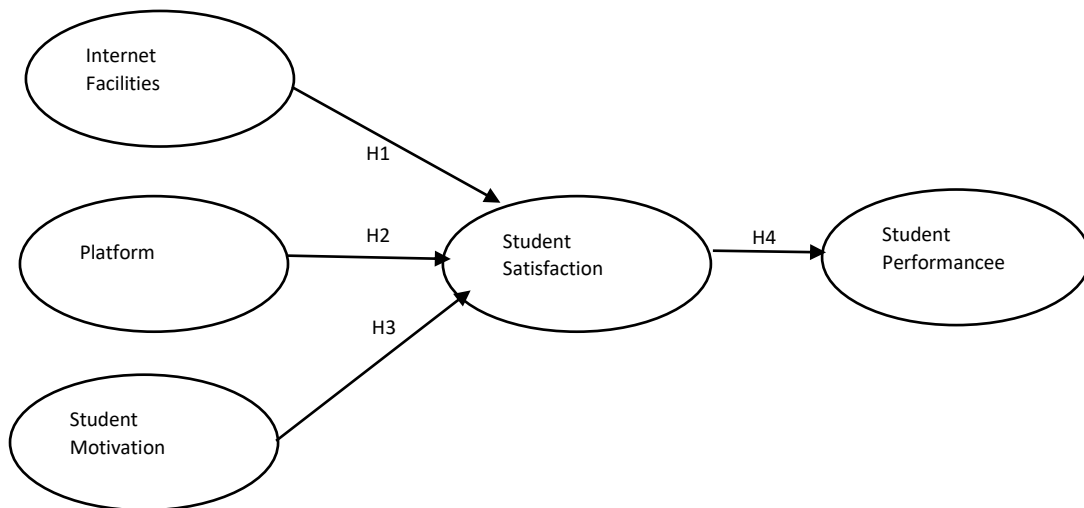 Internet
Facilities
H1
Platform
H2
Student
Satisfaction
H4
Student
Performancee
H3
Student
Motivation